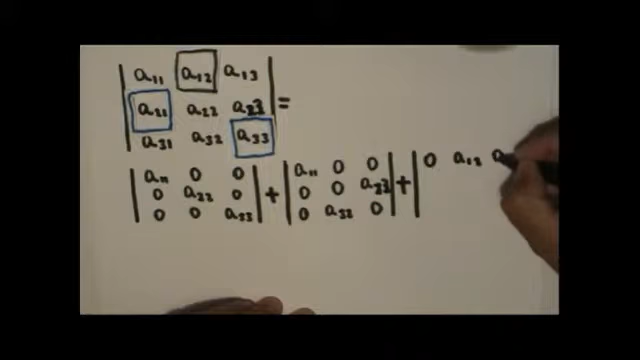 | a₁₁ a₁₂ a₁₃ |
| a₂₁ a₂₂ a₂₃ | =
| a₃₁ a₃₂ a₃₃ |
| a₁₁ 0 0 | + | a₁₁ 0 0 | + | 0 a₁₂
| 0 a₂₂ 0 | | 0 0 a₂₃ | |
| 0 0 a₃₃ | | 0 a₃₂ 0 | |